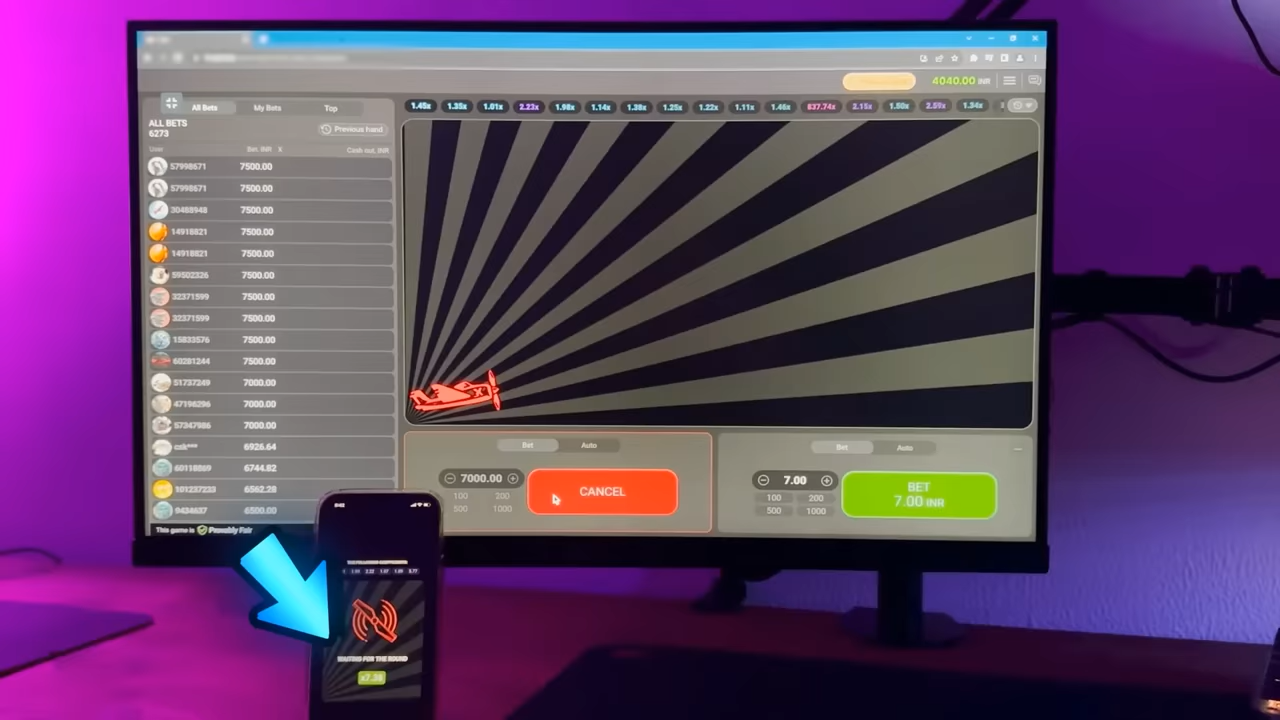 4040.00 INR
All Bets My Bets Top
1.45x 1.35x 1.01x 2.23x 1.98x 1.14x 1.38x 1.25x 1.22x 1.11x 1.46x 837.74x 2.15x 1.50x 2.59x 1.34x
ALL BETS
6273
Previous hand
User Bet, INR X Cash out, INR
57998671 7500.00
57998671 7500.00
30488948 7500.00
14918821 7500.00
14918821 7500.00
59502326 7500.00
32371599 7500.00
32371599 7500.00
15833576 7500.00
60281244 7500.00
51737249 7000.00
47198296 7000.00
57347986 7000.00
csk*** 6926.64
60118869 6744.82
101237233 6562.28
9434637 6500.00
This game is Provably Fair
Bet Auto
7000.00
100 200
500 1000
CANCEL
Bet Auto
7.00
100 200
500 1000
BET
7.00 INR
WAITING FOR THE ROUND
x7.38